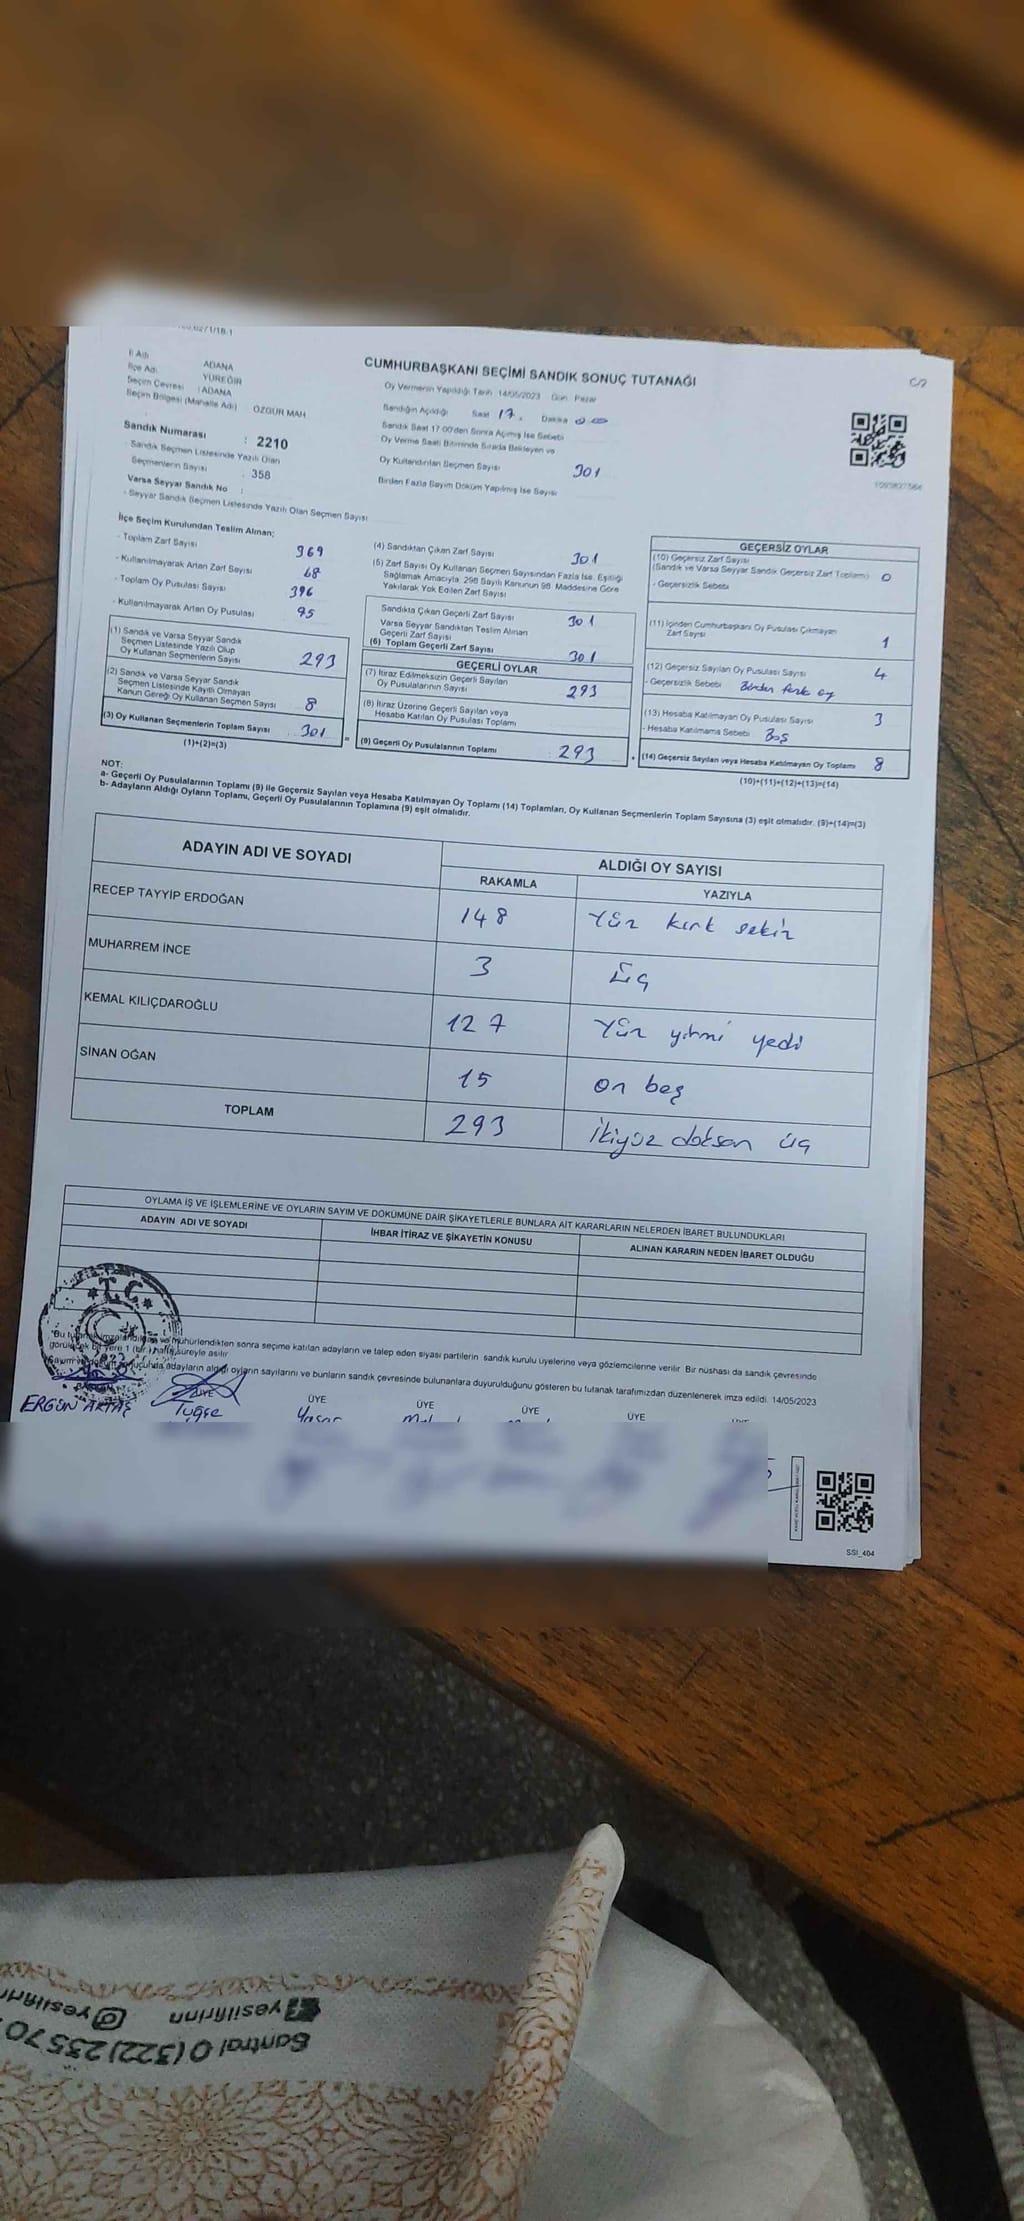 CUMHURBAŞKANI SEÇİMİ SANDIK SONUÇ TUTANAĞI
C/2
İl Adı ADANA
İlçe Adı YÜREĞİR
Seçim Çevresi : ADANA
Seçim Bölgesi (Mahalle Adı) ÖZGÜR MAH
Sandık Numarası : 2210
- Sandık Seçmen Listesinde Yazılı Olan
Seçmenlerin Sayısı : 358
Varsa Seyyar Sandık No :
- Seyyar Sandık Seçmen Listesinde Yazılı Olan Seçmen Sayısı
Oy Vermenin Yapıldığı Tarih 14/05/2023 Gün: Pazar
Sandığın Açıldığı Saat 17. Dakika 00
Sandık Saat 17:00'den Sonra Açılmış İse Sebebi
Oy Verme Saati Bitiminde Sırada Bekleyen ve
Oy Kullandırılan Seçmen Sayısı 301
Birden Fazla Sayım Döküm Yapılmış İse Sayısı
İlçe Seçim Kurulundan Teslim Alınan;
- Toplam Zarf Sayısı 369
- Kullanılmayarak Artan Zarf Sayısı 68
- Toplam Oy Pusulası Sayısı 396
- Kullanılmayarak Artan Oy Pusulası 95
(1) Sandık ve Varsa Seyyar Sandık
Seçmen Listesinde Yazılı Olup
Oy Kullanan Seçmenlerin Sayısı 293
(2) Sandık ve Varsa Seyyar Sandık
Seçmen Listesinde Kayıtlı Olmayan
Kanun Gereği Oy Kullanan Seçmen Sayısı 8
(3) Oy Kullanan Seçmenlerin Toplam Sayısı 301
(1)+(2)=(3)
(4) Sandıktan Çıkan Zarf Sayısı 301
(5) Zarf Sayısı Oy Kullanan Seçmen Sayısından Fazla İse, Eşitliği
Sağlamak Amacıyla, 298 Sayılı Kanunun 98. Maddesine Göre
Yakılarak Yok Edilen Zarf Sayısı
Sandıkta Çıkan Geçerli Zarf Sayısı 301
Varsa Seyyar Sandıktan Teslim Alınan
Geçerli Zarf Sayısı
(6) Toplam Geçerli Zarf Sayısı 301
GEÇERLİ OYLAR
(7) İtiraz Edilmeksizin Geçerli Sayılan
Oy Pusulalarının Sayısı 293
(8) İtiraz Üzerine Geçerli Sayılan veya
Hesaba Katılan Oy Pusulası Toplamı
(9) Geçerli Oy Pusulalarının Toplamı 293
GEÇERSİZ OYLAR
(10) Geçersiz Zarf Sayısı
(Sandık ve Varsa Seyyar Sandık Geçersiz Zarf Toplamı) 0
- Geçersizlik Sebebi
(11) İçinden Cumhurbaşkanı Oy Pusulası Çıkmayan
Zarf Sayısı 1
(12) Geçersiz Sayılan Oy Pusulası Sayısı 4
- Geçersizlik Sebebi Birden fazla oy
(13) Hesaba Katılmayan Oy Pusulası Sayısı 3
- Hesaba Katılmama Sebebi Boş
(14) Geçersiz Sayılan veya Hesaba Katılmayan Oy Toplamı 8
(10)+(11)+(12)+(13)=(14)
NOT:
a- Geçerli Oy Pusulalarının Toplamı (9) ile Geçersiz Sayılan veya Hesaba Katılmayan Oy Toplamı (14) Toplamları, Oy Kullanan Seçmenlerin Toplam Sayısına (3) eşit olmalıdır. (9)+(14)=(3)
b- Adayların Aldığı Oyların Toplamı, Geçerli Oy Pusulalarının Toplamına (9) eşit olmalıdır.
ADAYIN ADI VE SOYADI ALDIĞI OY SAYISI
RAKAMLA YAZIYLA
RECEP TAYYİP ERDOĞAN 148 Yüz kırk sekiz
MUHARREM İNCE 3 Üç
KEMAL KILIÇDAROĞLU 127 Yüz yirmi yedi
SİNAN OĞAN 15 on beş
TOPLAM 293 İkiyüz doksan üç
OYLAMA İŞ VE İŞLEMLERİNE VE OYLARIN SAYIM VE DÖKÜMÜNE DAİR ŞİKAYETLERLE BUNLARA AİT KARARLARIN NELERDEN İBARET BULUNDUKLARI
ADAYIN ADI VE SOYADI İHBAR İTİRAZ VE ŞİKAYETİN KONUSU ALINAN KARARIN NEDEN İBARET OLDUĞU
T.C.
mühürlendikten sonra seçime katılan adayların ve talep eden siyasi partilerin sandık kurulu üyelerine veya gözlemcilerine verilir. Bir nüshası da sandık çevresinde
süreyle asılır
adayların aldığı oyların sayılarını ve bunların sandık çevresinde bulunanlara duyurulduğunu gösteren bu tutanak tarafımızdan düzenlenerek imza edildi. 14/05/2023
ÜYE ÜYE ÜYE ÜYE ÜYE
ERGÜN AKTAŞ Tuğçe Yaşar
SSI_404
yesilfirin
Santral 0 (322) 235 70